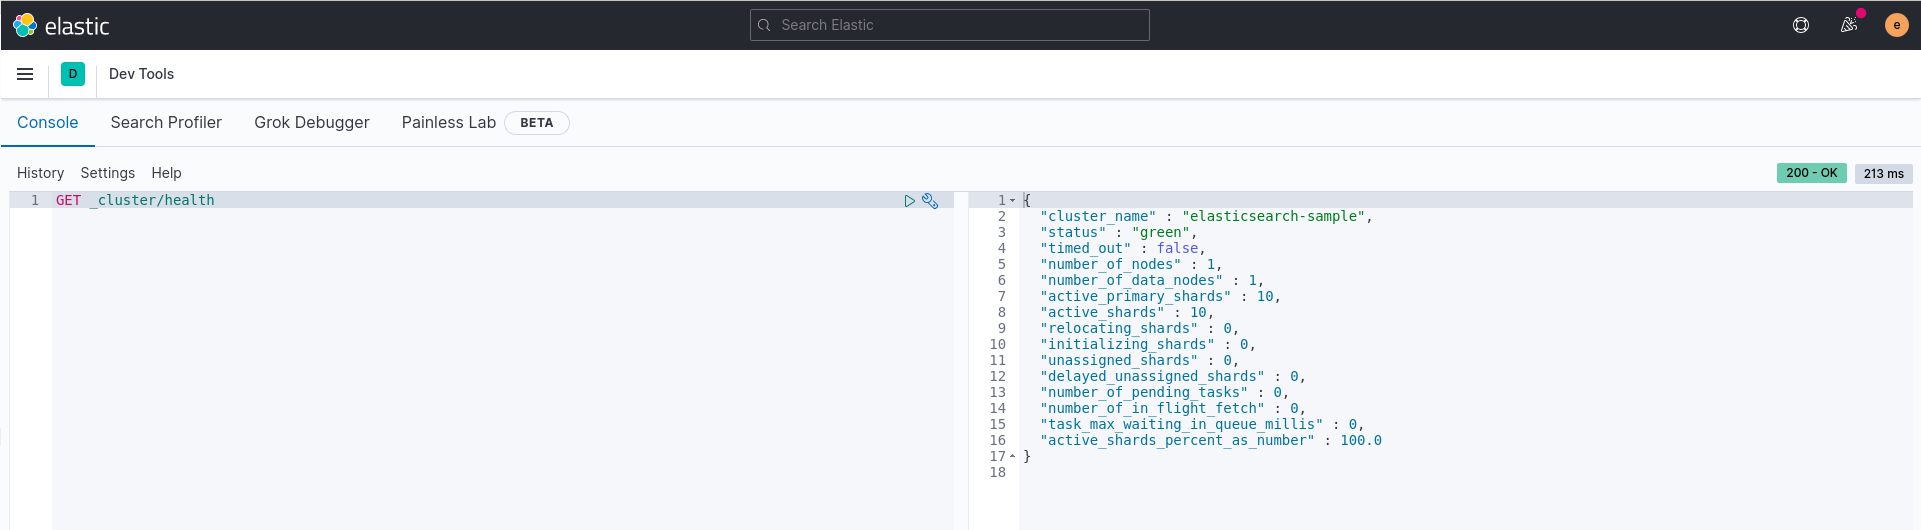 elastic
Search Elastic
e
D
Dev Tools
Console Search Profiler Grok Debugger Painless Lab BETA
History Settings Help
200 - OK 213 ms
1 GET _cluster/health
1 {
2 "cluster_name" : "elasticsearch-sample",
3 "status" : "green",
4 "timed_out" : false,
5 "number_of_nodes" : 1,
6 "number_of_data_nodes" : 1,
7 "active_primary_shards" : 10,
8 "active_shards" : 10,
9 "relocating_shards" : 0,
10 "initializing_shards" : 0,
11 "unassigned_shards" : 0,
12 "delayed_unassigned_shards" : 0,
13 "number_of_pending_tasks" : 0,
14 "number_of_in_flight_fetch" : 0,
15 "task_max_waiting_in_queue_millis" : 0,
16 "active_shards_percent_as_number" : 100.0
17 }
18